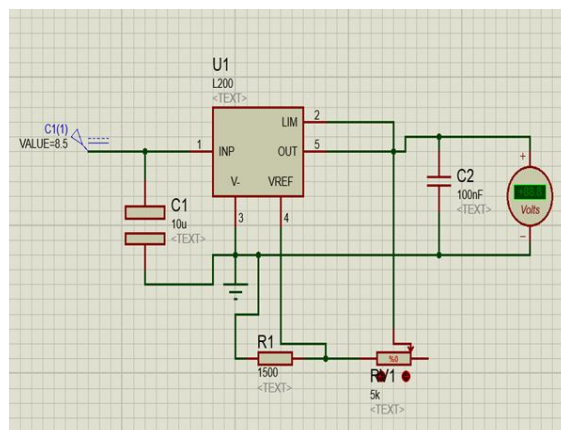 U1
L200
<TEXT>
C1(1)
VALUE=8.5
LIM
2
1
INP
OUT
5
V-
VREF
3
4
C1
10u
<TEXT>
C2
100nF
<TEXT>
+
Volts
R1
1500
<TEXT>
%0
RV1
5k
<TEXT>